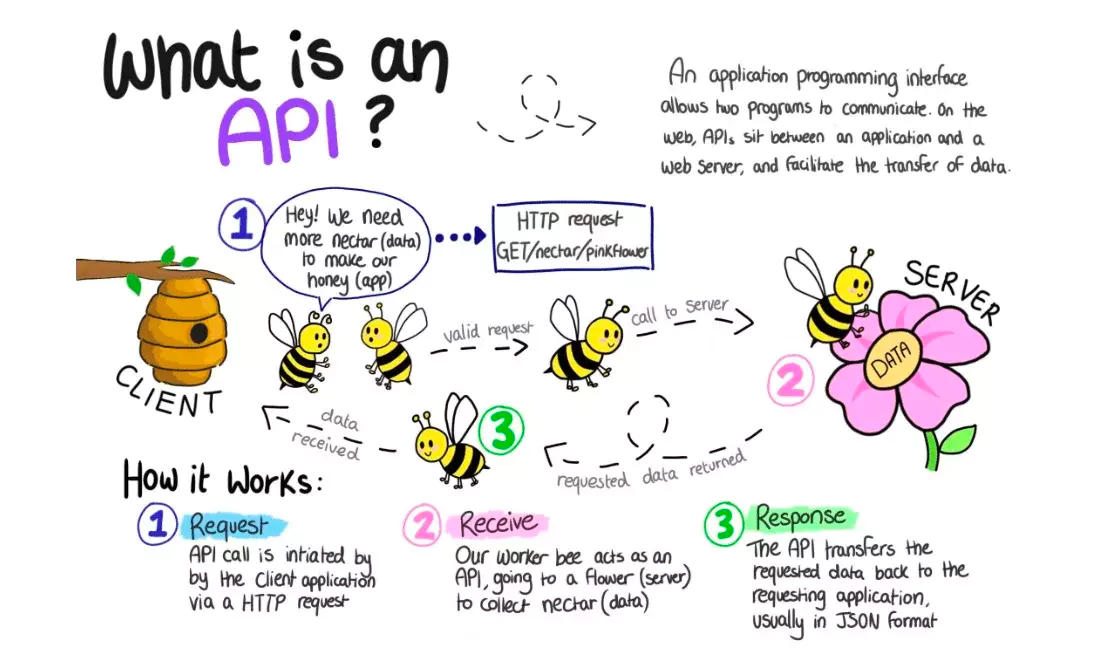 What is an
API?
An application programming interface
allows two programs to communicate. On the
web, APIs sit between an application and a
web server, and facilitate the transfer of data.
1
Hey! We need
more nectar (data)
to make our
honey (app)
HTTP request
GET/nectar/pinkflower
CLIENT
valid request
call to server
SERVER
DATA
2
data
received
3
requested data returned
How it works:
1 Request
API call is intiated by
by the client application
via a HTTP request
2 Receive
Our worker bee acts as an
API, going to a flower (server)
to collect nectar (data)
3 Response
The API transfers the
requested data back to the
requesting application,
usually in JSON format